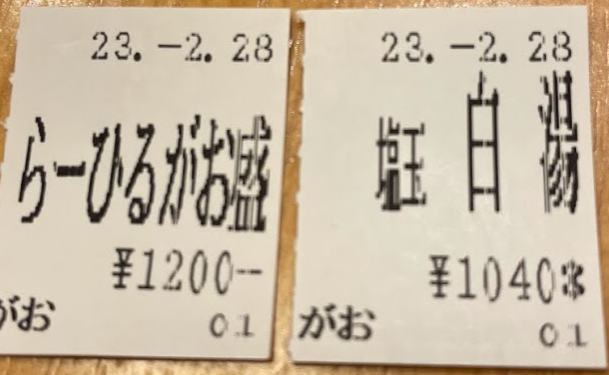 23. -2. 28
らーひるがお盛
¥1200--
がお 01
23. -2. 28
塩玉 白 湯
¥1040*
がお 01